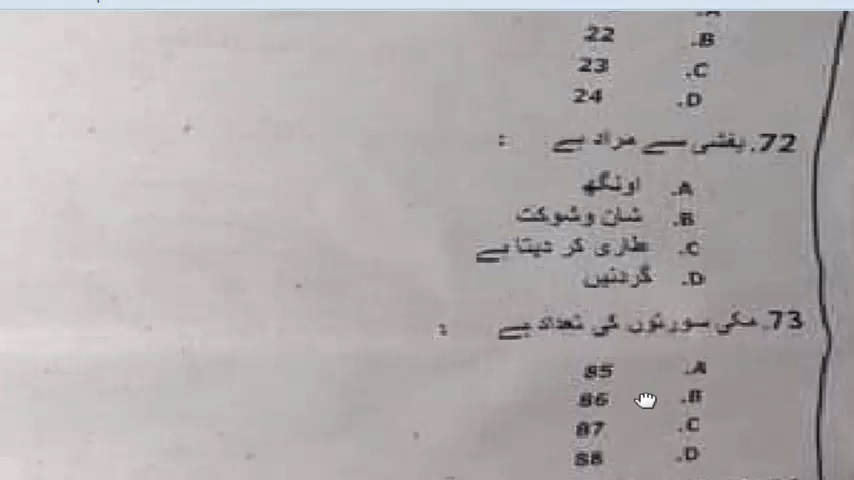 .A
.B 22
.C 23
.D 24
72. یغشی سے مراد ہے :
.A اونگھ
.B شان وشوکت
.C طاری کر دیتا ہے
.D گردنیں
73. مکی سورتوں کی تعداد ہے :
.A 85
.B 86
.C 87
.D 88